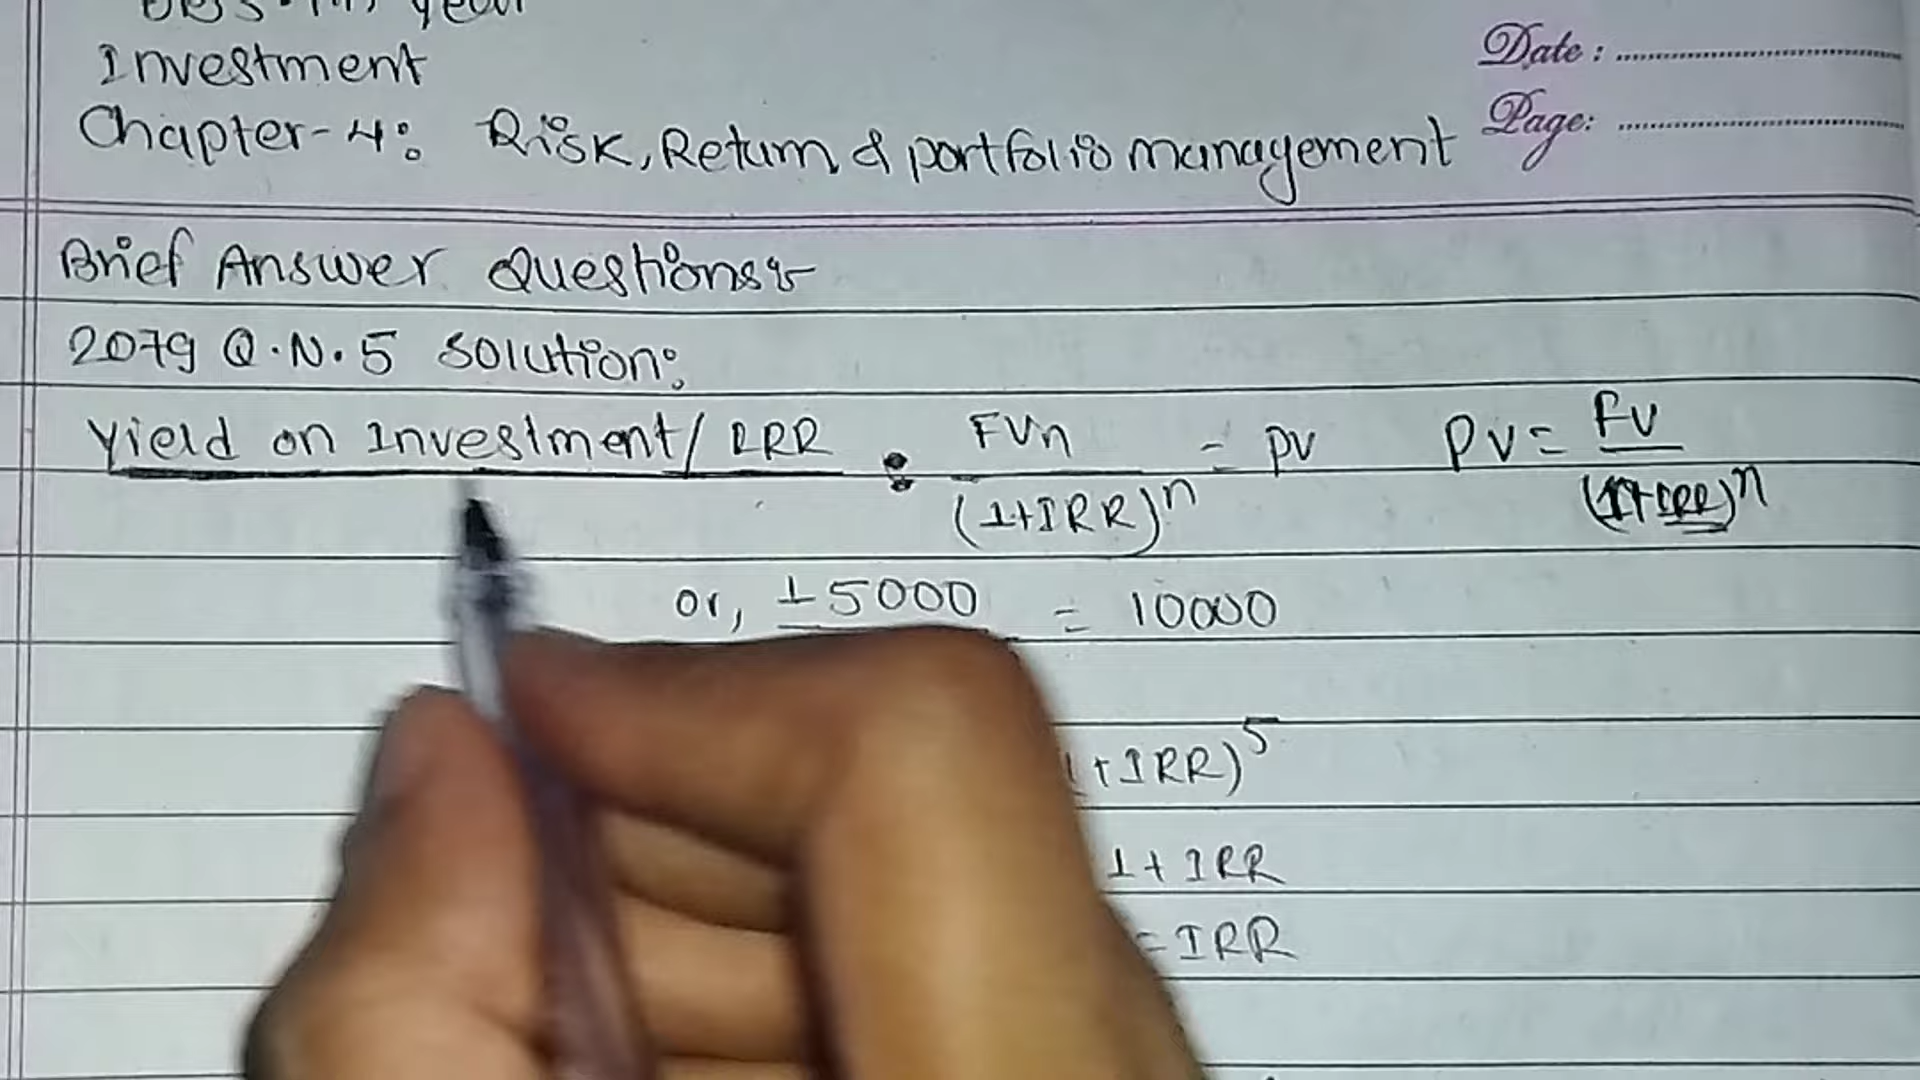 year
Investment
Date :
Chapter-4: Risk, Return & portfolio management
Page:
Brief Answer Questions:-
2079 Q.N.5 Solution:
Yield on Investment/ IRR : FVn / (1+IRR)^n = PV PV = FV / (1+IRR)^n
or, 15000 = 10000
+IRR)^5
1+ IRR
= IRR